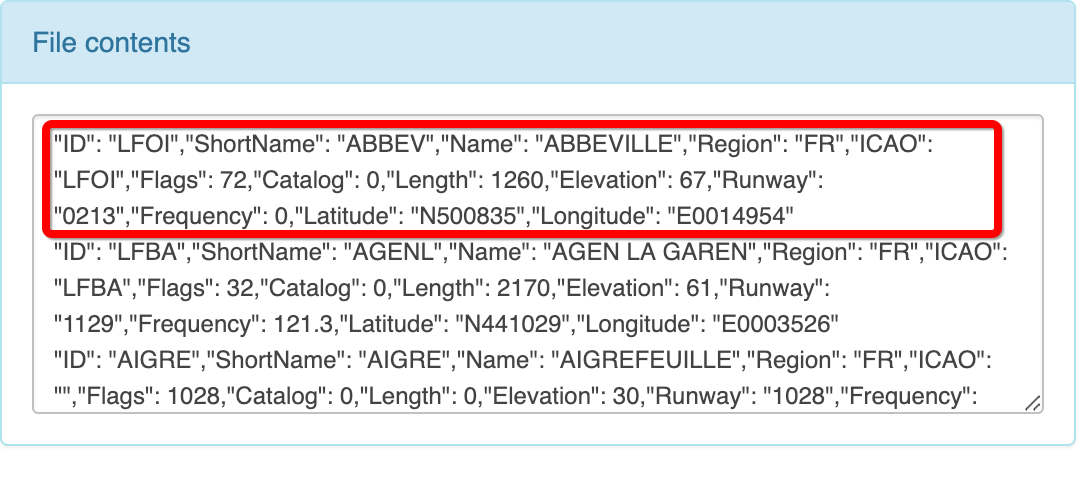 File contents
"ID": "LFOI","ShortName": "ABBEV","Name": "ABBEVILLE","Region": "FR","ICAO":
"LFOI","Flags": 72,"Catalog": 0,"Length": 1260,"Elevation": 67,"Runway":
"0213","Frequency": 0,"Latitude": "N500835","Longitude": "E0014954"
"ID": "LFBA","ShortName": "AGENL","Name": "AGEN LA GAREN","Region": "FR","ICAO":
"LFBA","Flags": 32,"Catalog": 0,"Length": 2170,"Elevation": 61,"Runway":
"1129","Frequency": 121.3,"Latitude": "N441029","Longitude": "E0003526"
"ID": "AIGRE","ShortName": "AIGRE","Name": "AIGREFEUILLE","Region": "FR","ICAO":
"","Flags": 1028,"Catalog": 0,"Length": 0,"Elevation": 30,"Runway": "1028","Frequency":